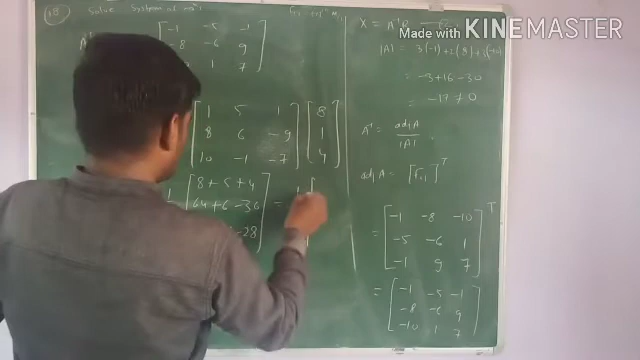 Solve System of eqⁿ:
A⁻¹
-1 -5 -1
-8 -6 9
1 7
1 5 1
8 6 -9
10 -1 -7
8
1
4
8 + 5 + 4
64 + 6 - 36
- 28
= 1
X = A⁻¹B
|A| = 3(-1) + 2(8) + 3(-10)
= -3 + 16 - 30
= -17 ≠ 0
A⁻¹ = adj A / |A|
adj A = [ ]ᵀ
= -1 -8 -10 T
-5 -6 1
-1 9 7
= -1 -5 -1
-8 -6 9
-10 1 7
Made with KINEMASTER